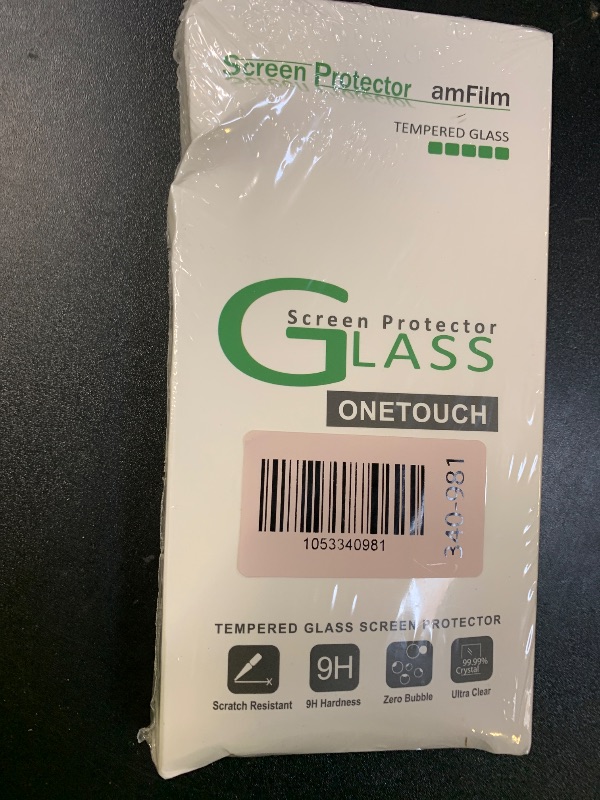 Screen Protector amFilm
TEMPERED GLASS
Screen Protector
GLASS
ONETOUCH
1053340981
340-981
TEMPERED GLASS SCREEN PROTECTOR
9H
99.99%
Crystal
Scratch Resistant 9H Hardness Zero Bubble Ultra Clear